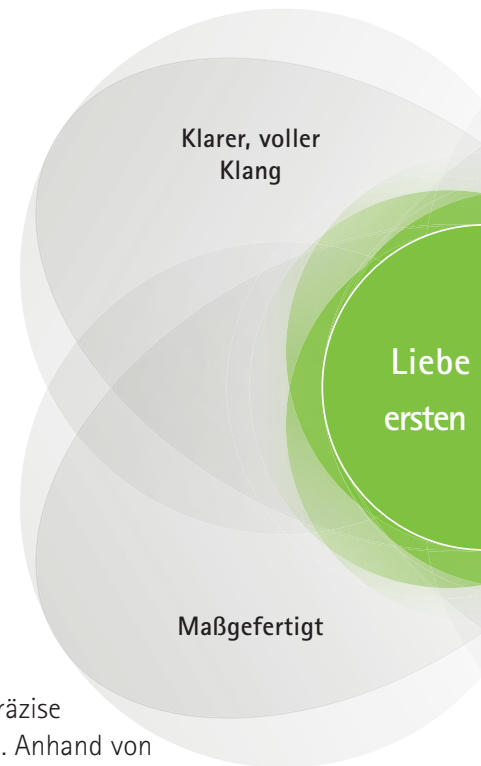 Klarer, voller
Klang
Liebe
ersten
Maßgefertigt
räzise
. Anhand von